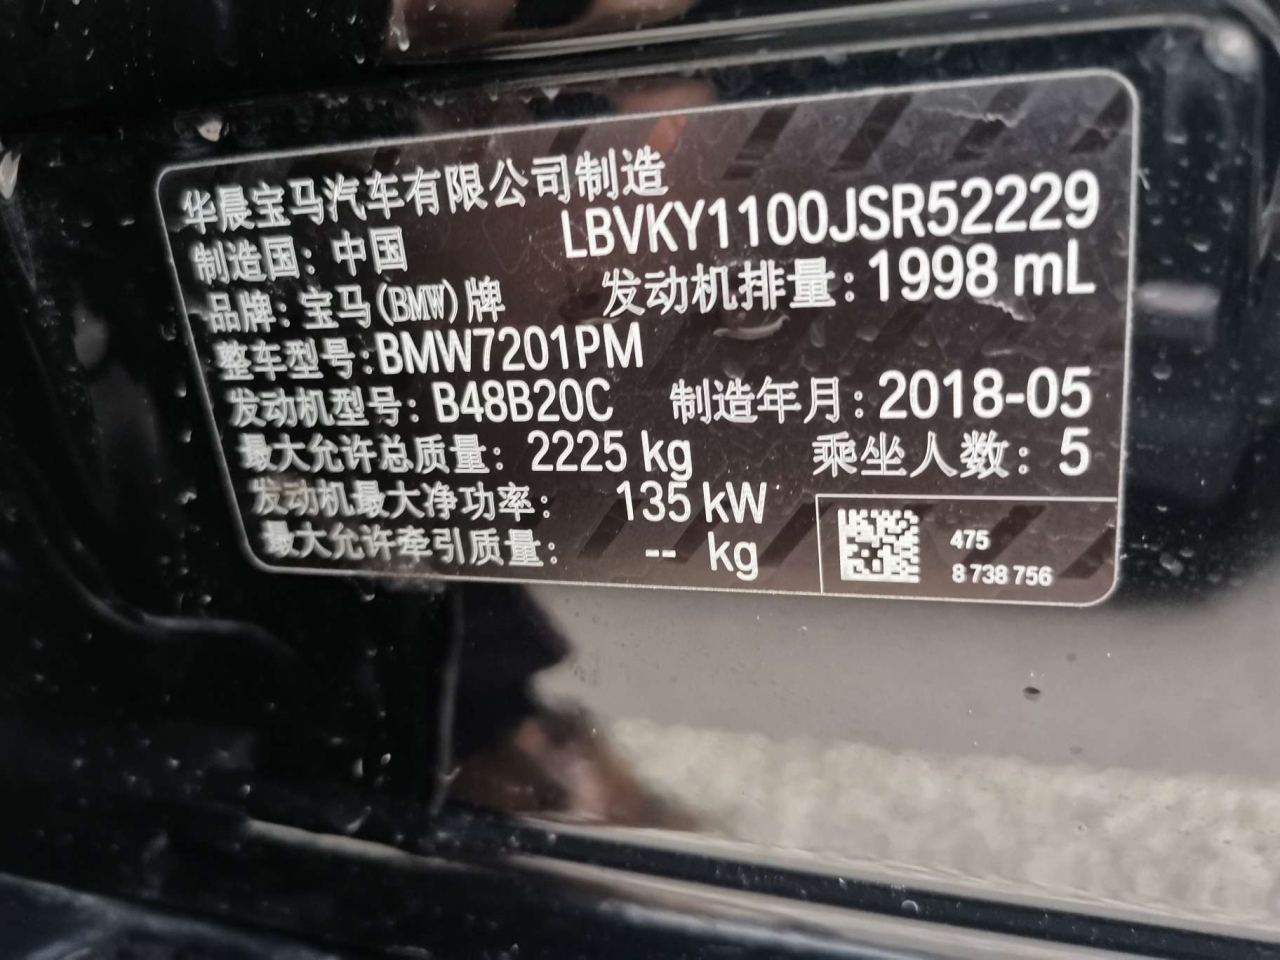 华晨宝马汽车有限公司制造
制造国：中国 LBVKY1100JSR52229
品牌：宝马(BMW)牌 发动机排量：1998 mL
整车型号：BMW7201PM
发动机型号：B48B20C 制造年月：2018-05
最大允许总质量：2225 kg 乘坐人数：5
发动机最大净功率：135 kW
最大允许牵引质量：-- kg
475
8 738 756